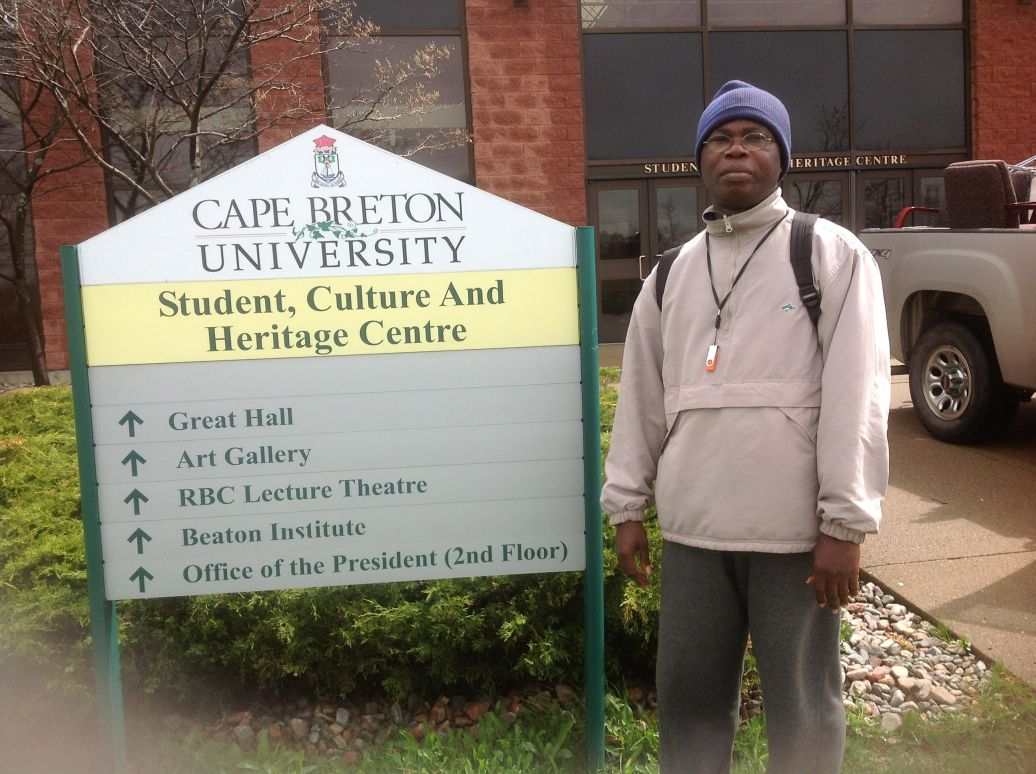 CAPE BRETON
UNIVERSITY
Student, Culture And
Heritage Centre
Great Hall
Art Gallery
RBC Lecture Theatre
Beaton Institute
Office of the President (2nd Floor)
HERITAGE CENTRE